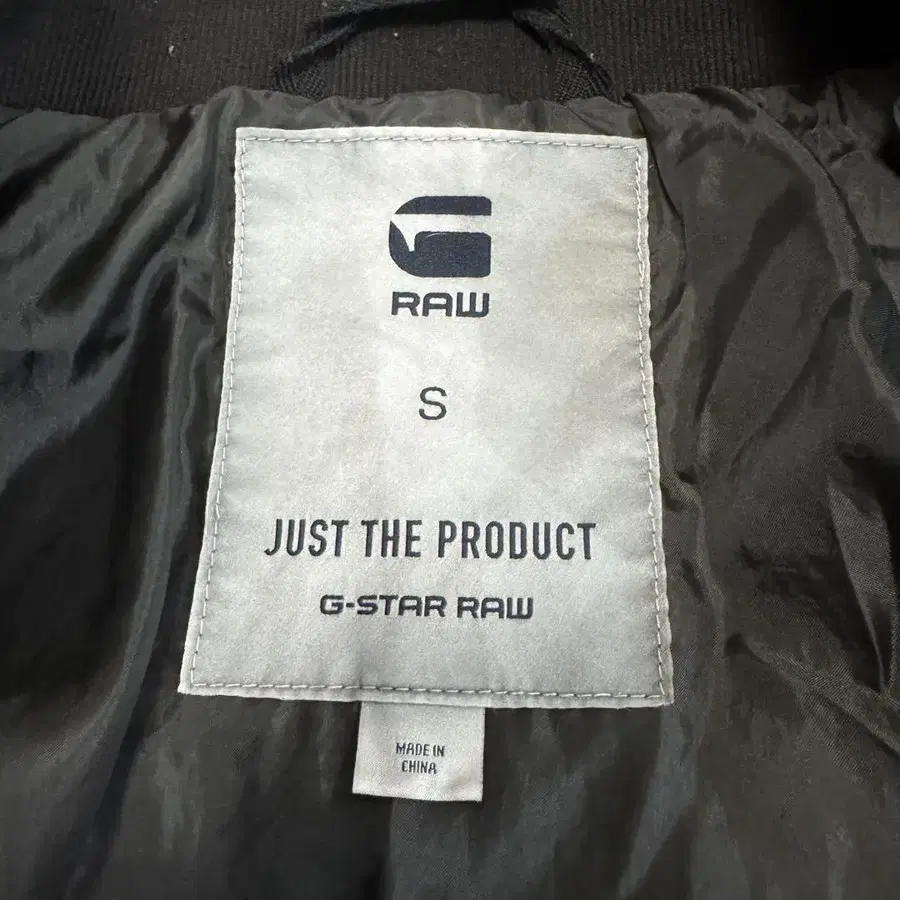 G
RAW
S
JUST THE PRODUCT
G-STAR RAW
MADE IN
CHINA